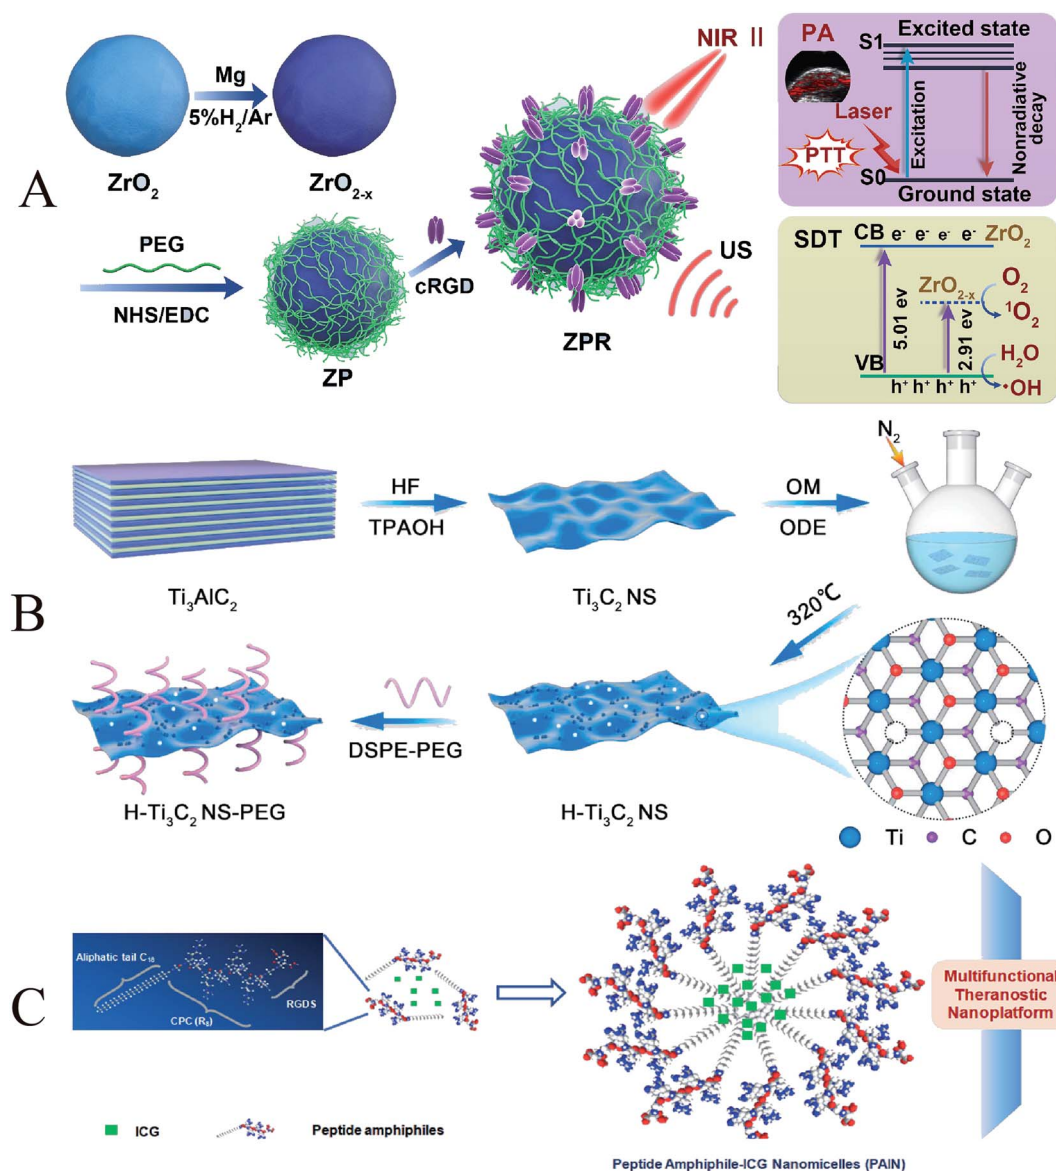 A
Mg
5%H₂/Ar
ZrO₂
ZrO₂₋ₓ
PEG
NHS/EDC
ZP
cRGD
NIR II
US
ZPR
PA
S1
Excited state
Laser
PTT
Excitation
Nonradiative
decay
S0
Ground state
SDT
CB
e⁻ e⁻ e⁻ e⁻
ZrO₂
ZrO₂₋ₓ
O₂
¹O₂
5.01 ev
2.91 ev
H₂O
VB
h⁺ h⁺ h⁺ h⁺
•OH
B
Ti₃AlC₂
HF
TPAOH
Ti₃C₂ NS
OM
ODE
N₂
320℃
H-Ti₃C₂ NS-PEG
DSPE-PEG
H-Ti₃C₂ NS
Ti
C
O
C
Aliphatic tail C₁₈
CPC (R₈)
RGDS
ICG
Peptide amphiphiles
Peptide Amphiphile-ICG Nanomicelles (PAIN)
Multifunctional
Theranostic
Nanoplatform